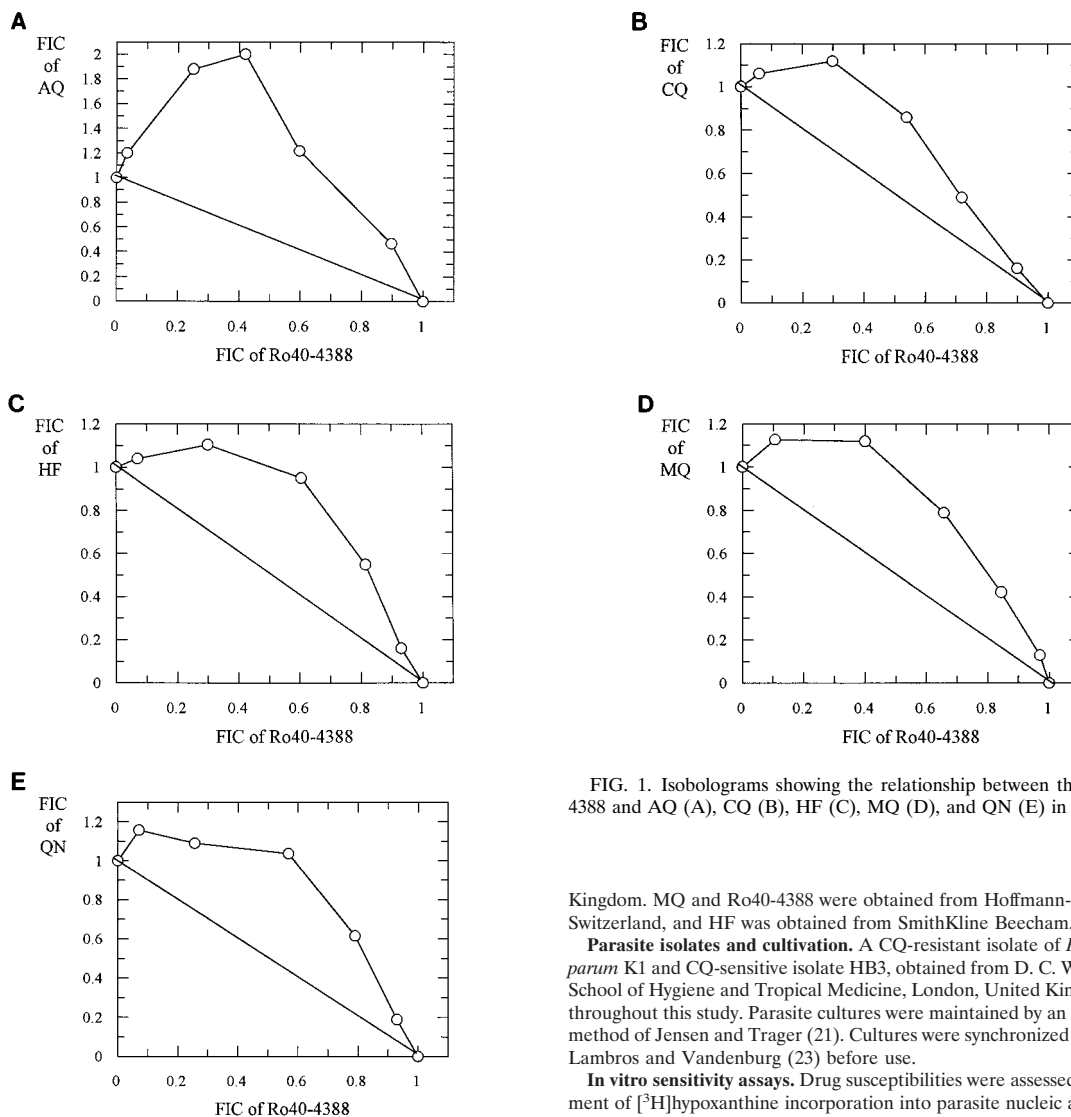 A
FIC
of
AQ
2
1.8
1.6
1.4
1.2
1
0.8
0.6
0.4
0.2
0
0 0.2 0.4 0.6 0.8 1
FIC of Ro40-4388
B
FIC
of
CQ
1.2
1
0.8
0.6
0.4
0.2
0
0 0.2 0.4 0.6 0.8 1
FIC of Ro40-4388
C
FIC
of
HF
1.2
1
0.8
0.6
0.4
0.2
0
0 0.2 0.4 0.6 0.8 1
FIC of Ro40-4388
D
FIC
of
MQ
1.2
1
0.8
0.6
0.4
0.2
0
0 0.2 0.4 0.6 0.8 1
FIC of Ro40-4388
E
FIC
of
QN
1.2
1
0.8
0.6
0.4
0.2
0
0 0.2 0.4 0.6 0.8 1
FIC of Ro40-4388
FIG. 1. Isobolograms showing the relationship between th
4388 and AQ (A), CQ (B), HF (C), MQ (D), and QN (E) in
Kingdom. MQ and Ro40-4388 were obtained from Hoffmann-
Switzerland, and HF was obtained from SmithKline Beecham.
Parasite isolates and cultivation. A CQ-resistant isolate of
parum K1 and CQ-sensitive isolate HB3, obtained from D. C. W
School of Hygiene and Tropical Medicine, London, United Kin
throughout this study. Parasite cultures were maintained by an
method of Jensen and Trager (21). Cultures were synchronized
Lambros and Vandenburg (23) before use.
In vitro sensitivity assays. Drug susceptibilities were assessed
ment of [³H]hypoxanthine incorporation into parasite nucleic a